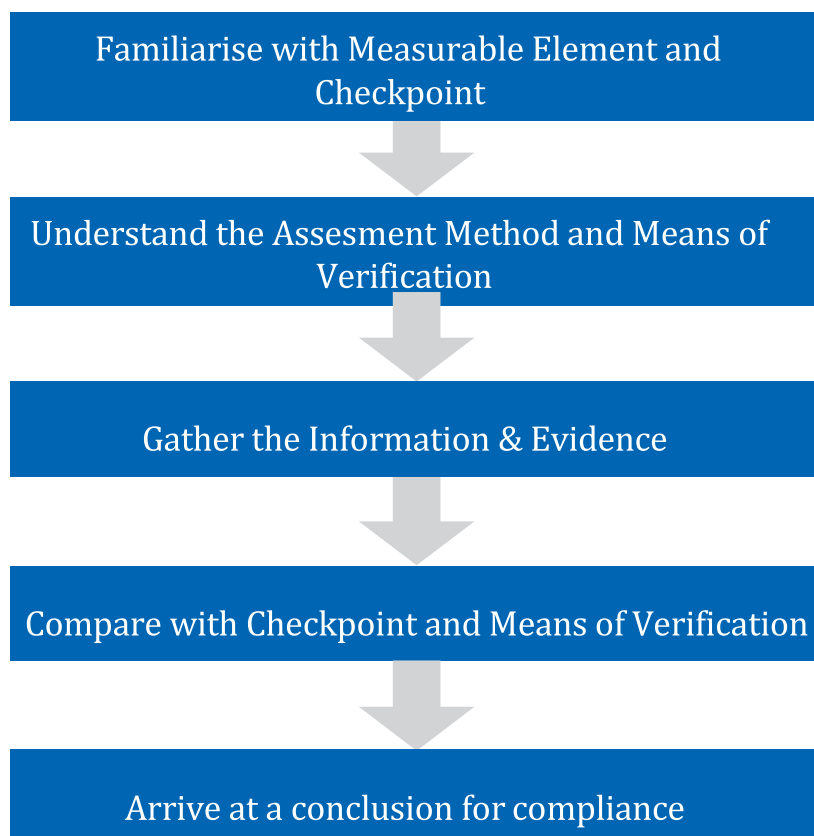 Familiarise with Measurable Element and
Checkpoint
Understand the Assesment Method and Means of
Verification
Gather the Information & Evidence
Compare with Checkpoint and Means of Verification
Arrive at a conclusion for compliance